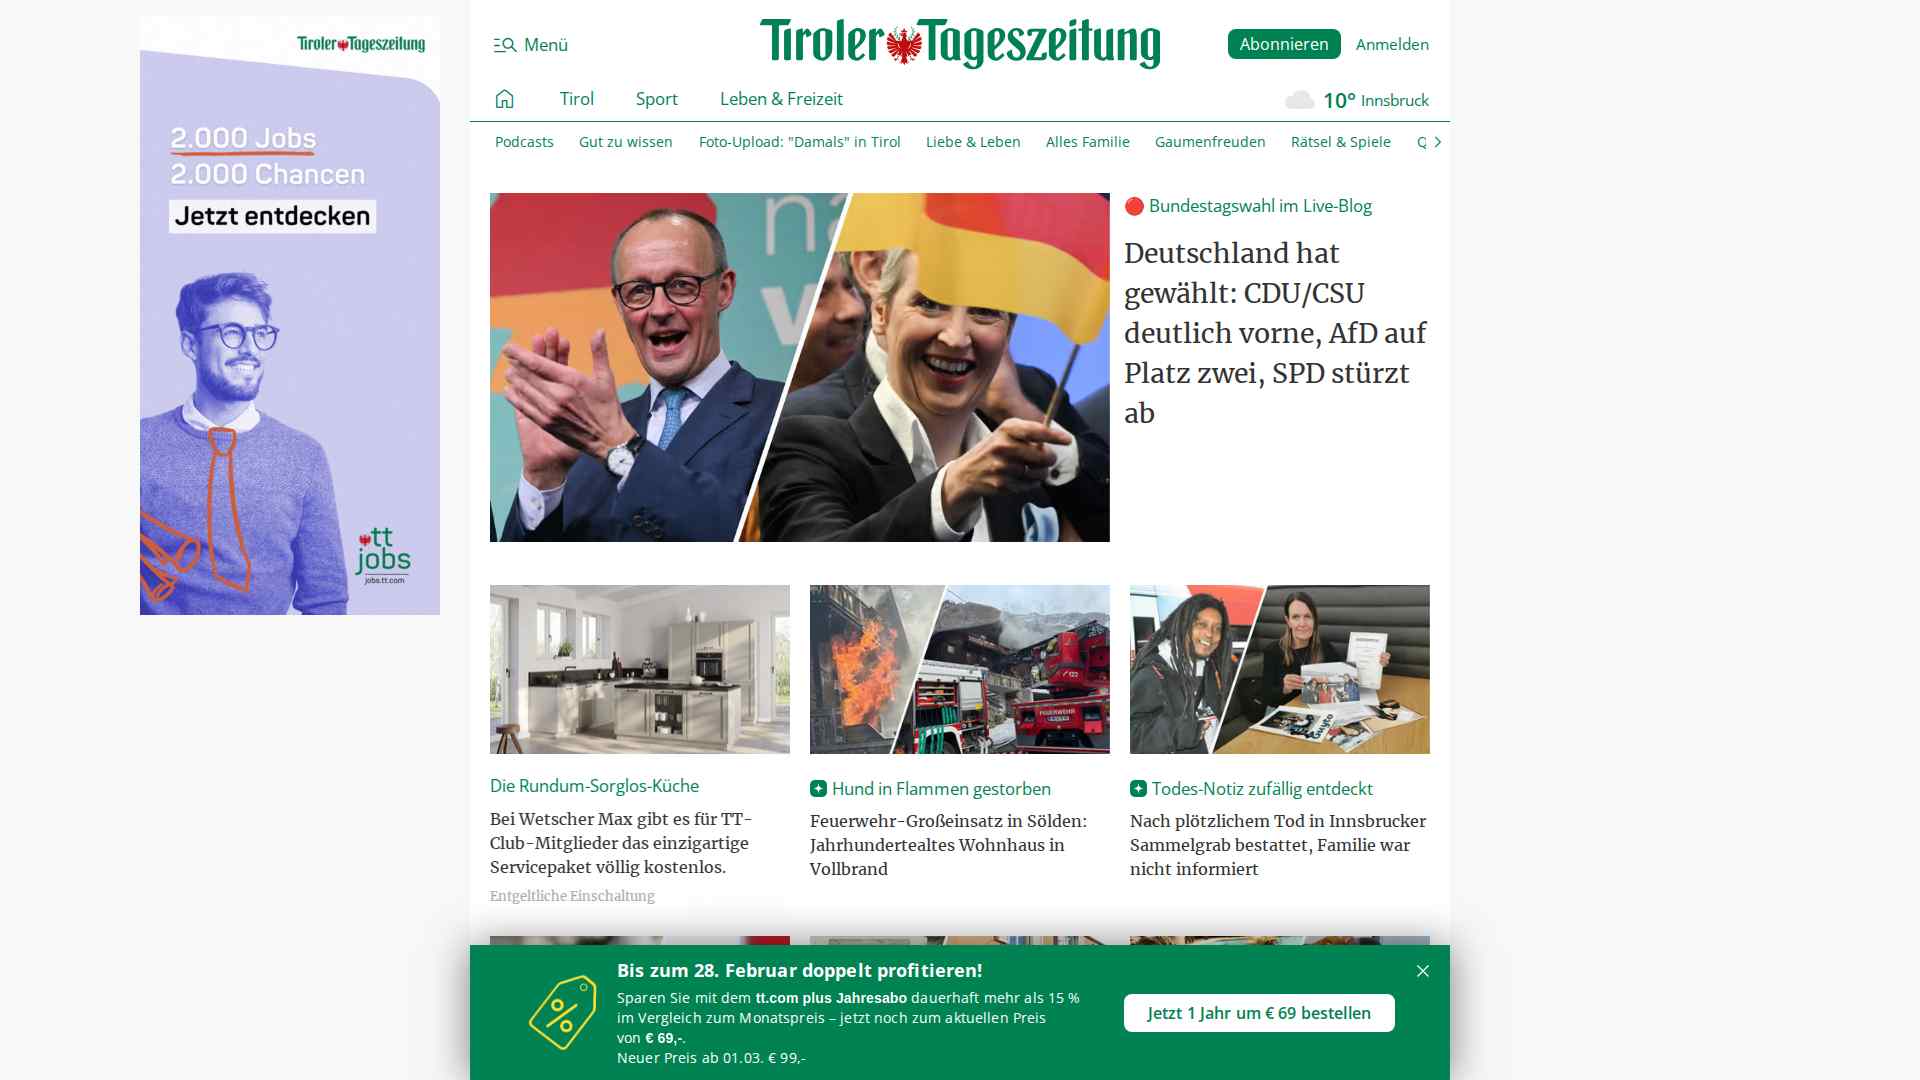 Tiroler Tageszeitung
2.000 Jobs
2.000 Chancen
Jetzt entdecken
tt
jobs
jobs.tt.com
Menü
Tiroler Tageszeitung
Abonnieren
Anmelden
Tirol
Sport
Leben & Freizeit
10° Innsbruck
Podcasts
Gut zu wissen
Foto-Upload: "Damals" in Tirol
Liebe & Leben
Alles Familie
Gaumenfreuden
Rätsel & Spiele
Bundestagswahl im Live-Blog
Deutschland hat
gewählt: CDU/CSU
deutlich vorne, AfD auf
Platz zwei, SPD stürzt
ab
Die Rundum-Sorglos-Küche
Bei Wetscher Max gibt es für TT-
Club-Mitglieder das einzigartige
Servicepaket völlig kostenlos.
Entgeltliche Einschaltung
FEUERWEHR
Hund in Flammen gestorben
Feuerwehr-Großeinsatz in Sölden:
Jahrhundertealtes Wohnhaus in
Vollbrand
Todes-Notiz zufällig entdeckt
Nach plötzlichem Tod in Innsbrucker
Sammelgrab bestattet, Familie war
nicht informiert
Bis zum 28. Februar doppelt profitieren!
Sparen Sie mit dem tt.com plus Jahresabo dauerhaft mehr als 15 %
im Vergleich zum Monatspreis – jetzt noch zum aktuellen Preis
von € 69,-.
Neuer Preis ab 01.03. € 99,-
Jetzt 1 Jahr um € 69 bestellen